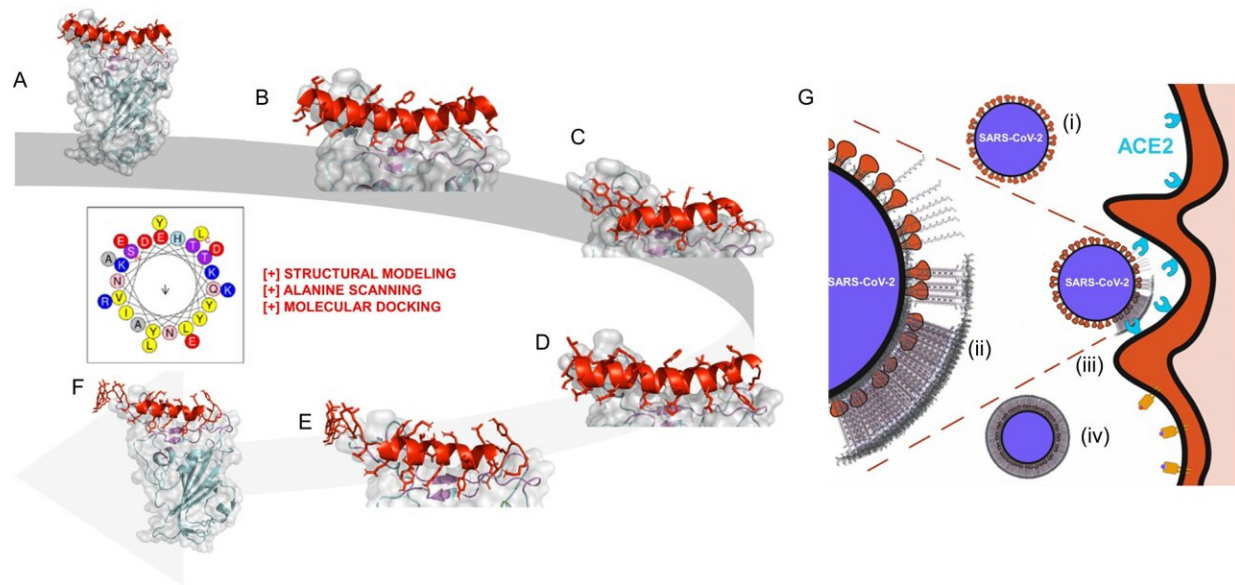 A
B
C
D
E
F
G
Y
E S D E H T L D
A K T K
N Q K
R V Y
I Y
A Y N L
L E
[+] STRUCTURAL MODELING
[+] ALANINE SCANNING
[+] MOLECULAR DOCKING
SARS-CoV-2
(i)
ACE2
SARS-CoV-2
SARS-CoV-2
(ii)
(iii)
(iv)